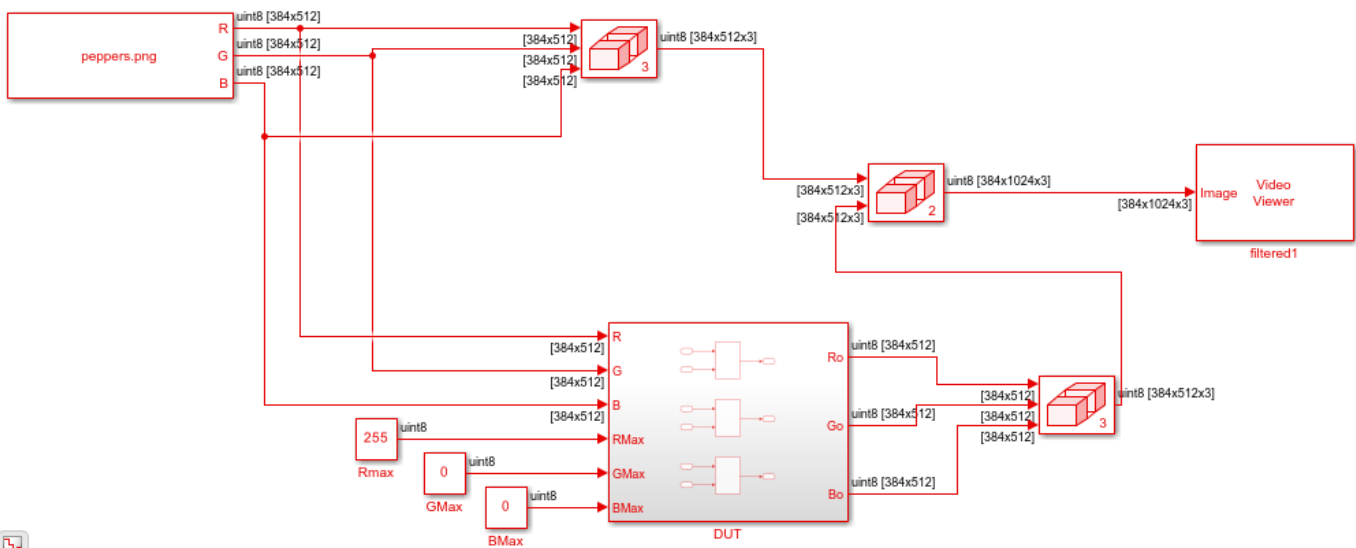 uint8 [384x512]
R
uint8 [384x512]
G
uint8 [384x512]
B
peppers.png
[384x512]
[384x512]
[384x512]
3
uint8 [384x512x3]
[384x512x3]
[384x512x3]
2
uint8 [384x1024x3]
[384x1024x3]
Image
Video
Viewer
filtered1
R
[384x512]
G
[384x512]
B
[384x512]
255
uint8
Rmax
RMax
0
uint8
GMax
GMax
0
uint8
BMax
BMax
DUT
Ro
uint8 [384x512]
Go
uint8 [384x512]
Bo
uint8 [384x512]
[384x512]
[384x512]
[384x512]
3
uint8 [384x512x3]